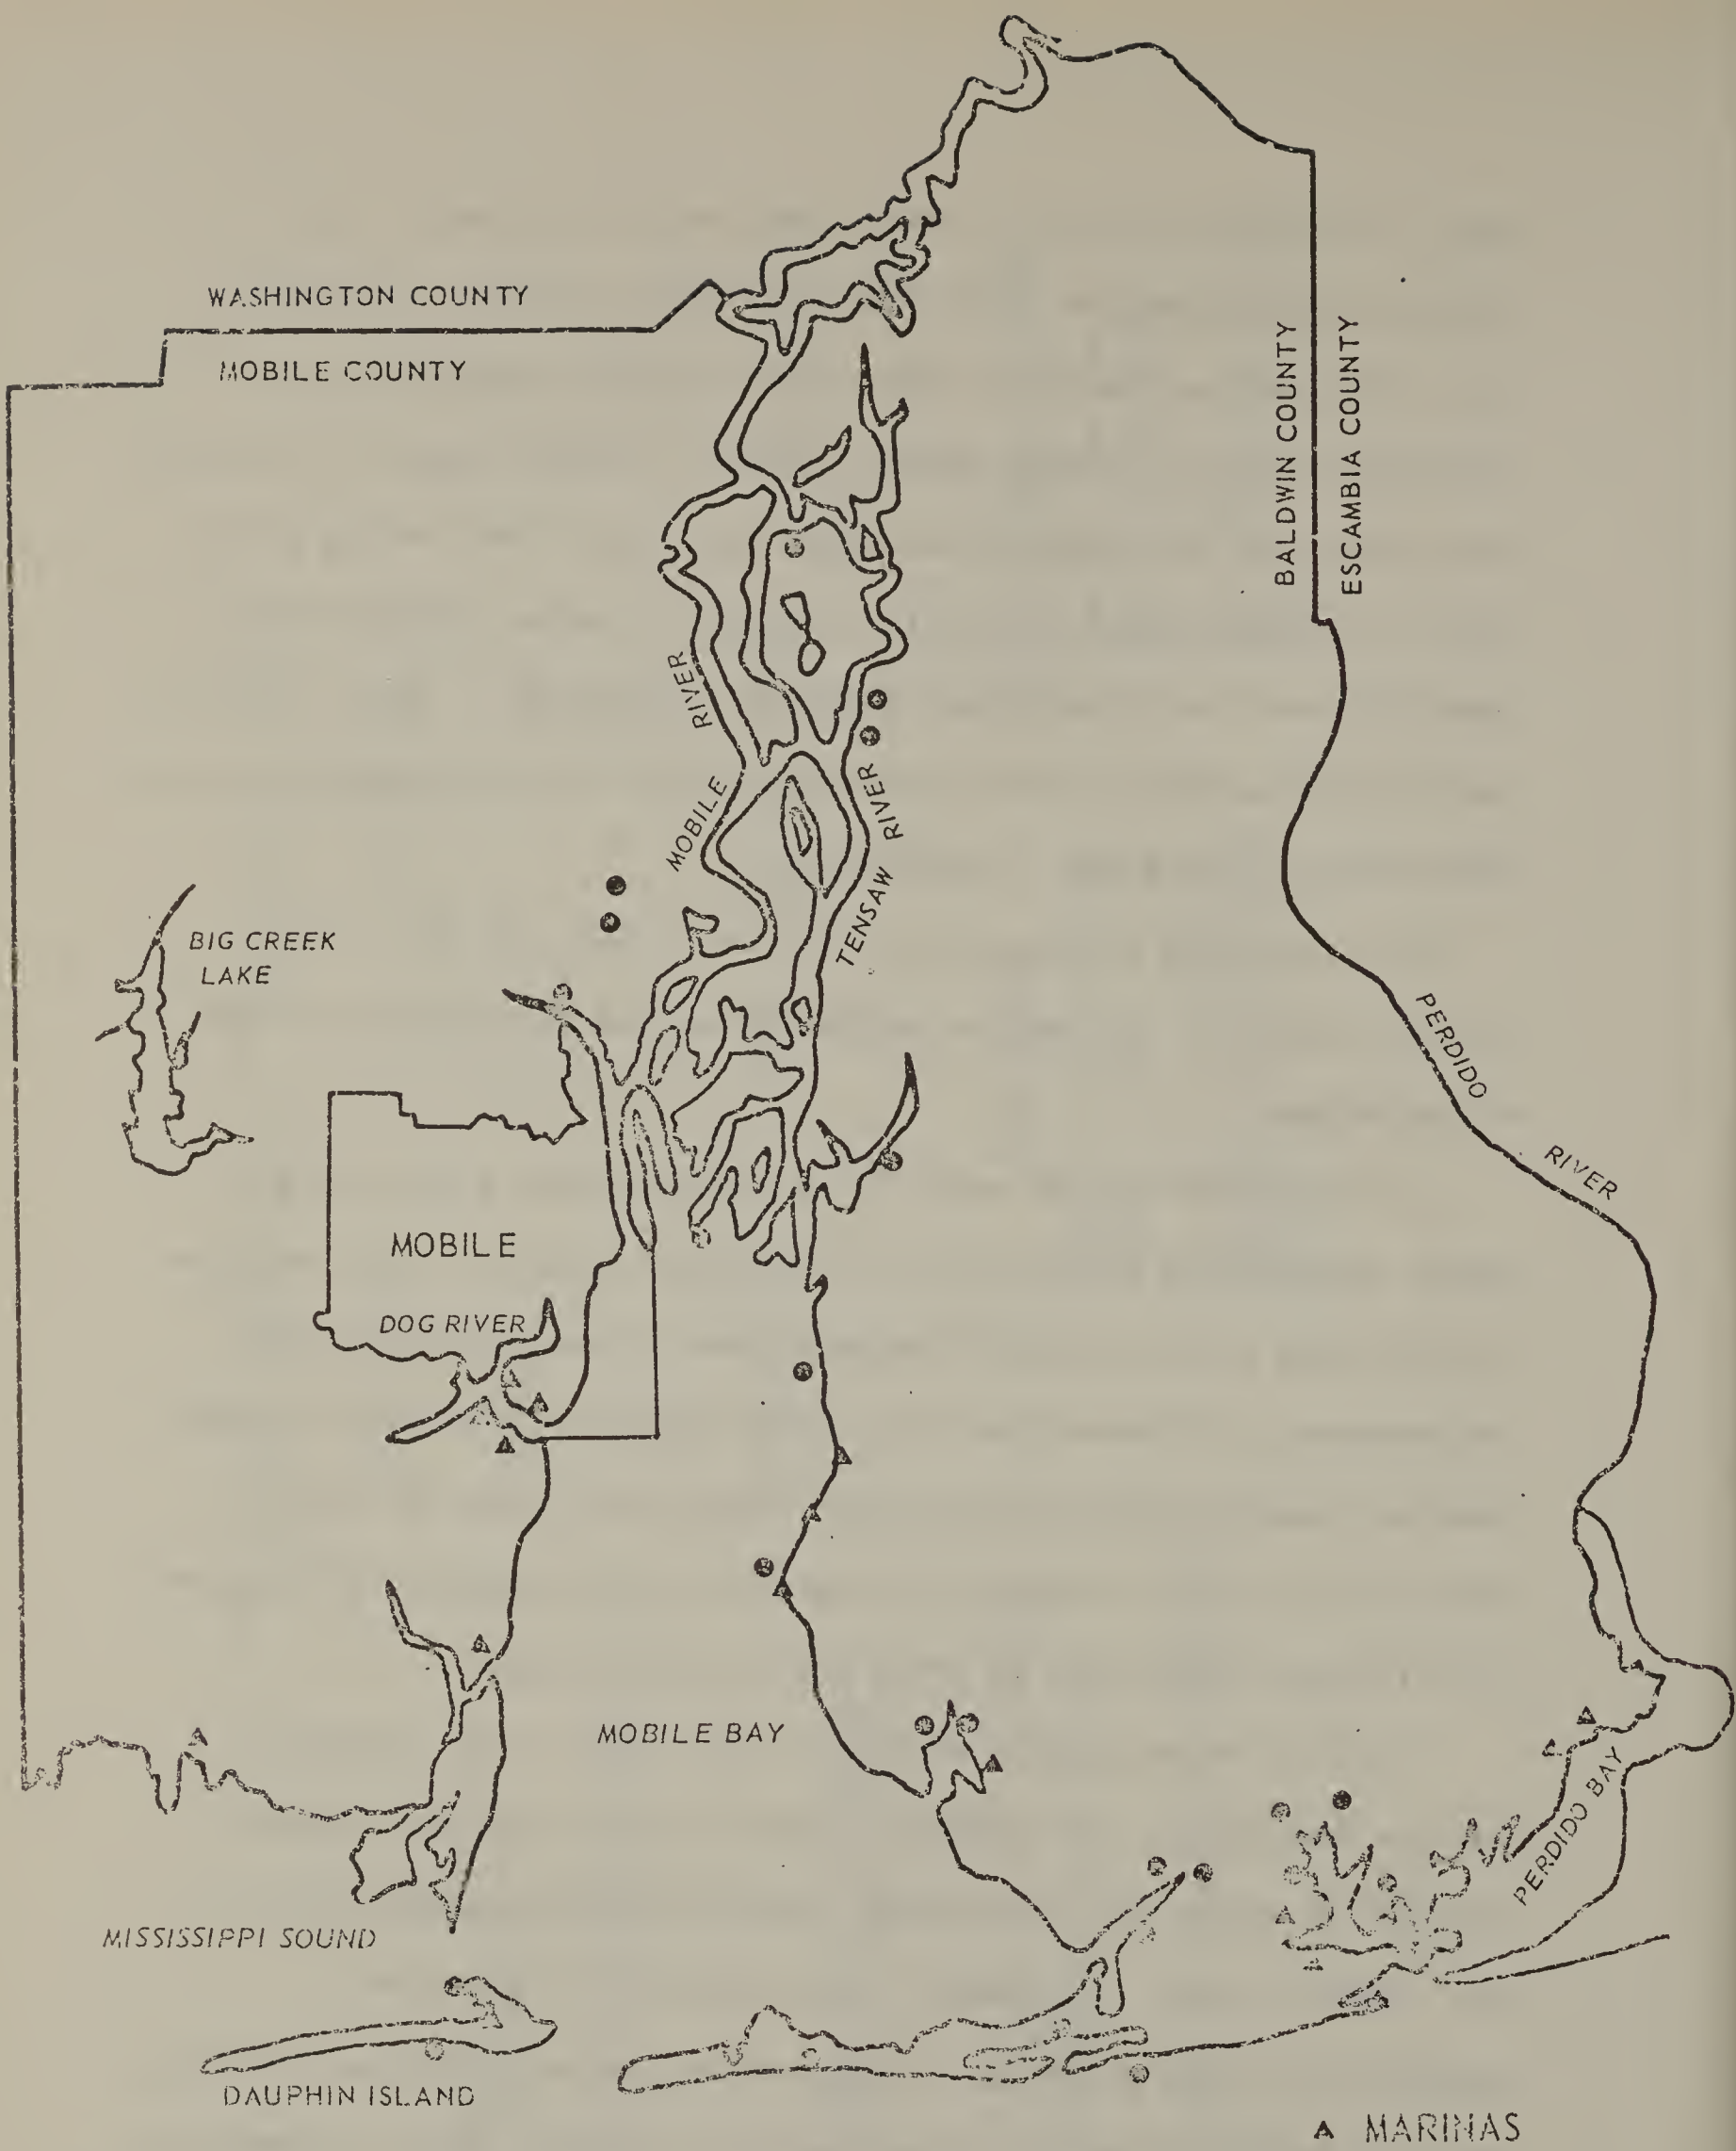 WASHINGTON COUNTY
MOBILE COUNTY
BALDWIN COUNTY
ESCAMBIA COUNTY
MOBILE RIVER
TENSAW RIVER
BIG CREEK
LAKE
PERDIDO RIVER
MOBILE
DOG RIVER
MOBILE BAY
PERDIDO BAY
MISSISSIPPI SOUND
DAUPHIN ISLAND
MARINAS